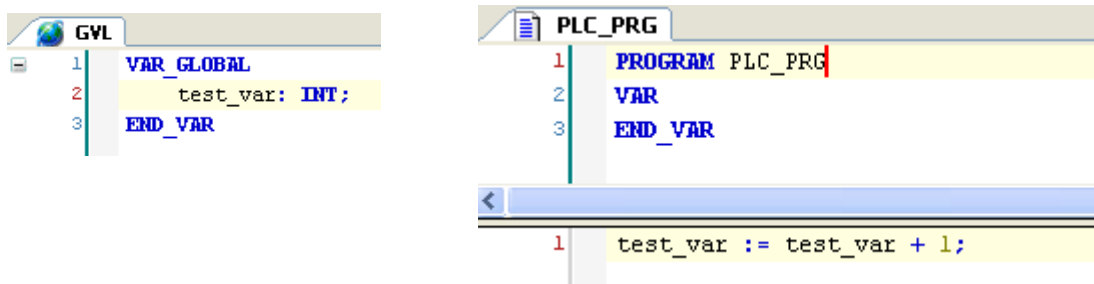 GVL
1 VAR_GLOBAL
2 test_var: INT;
3 END_VAR
PLC_PRG
1 PROGRAM PLC_PRG
2 VAR
3 END_VAR
1 test_var := test_var + 1;